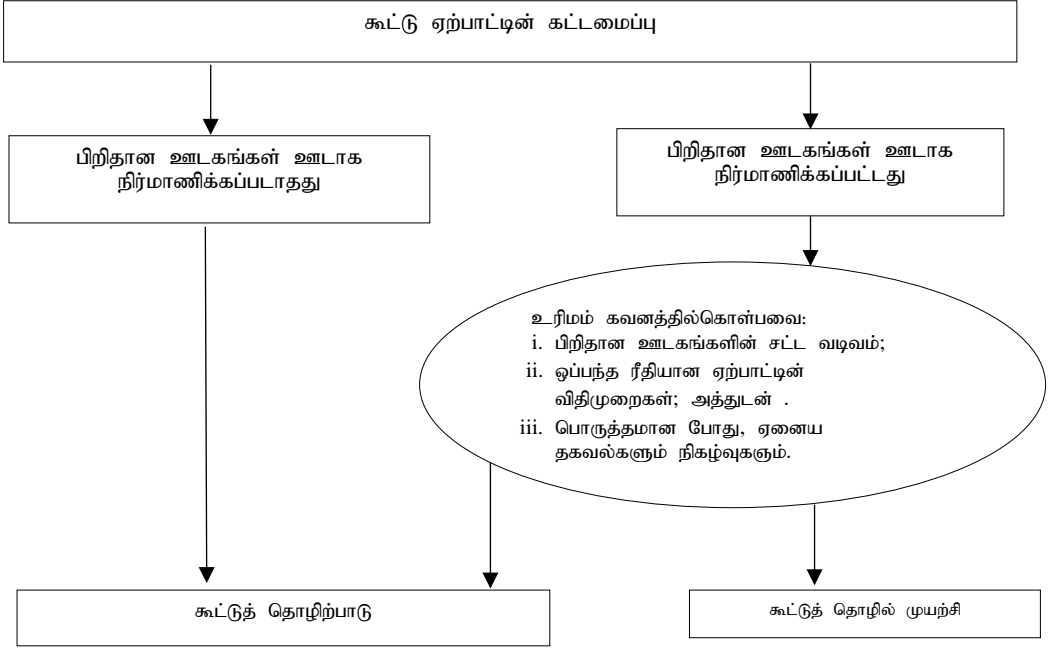 கூட்டு ஏற்பாட்டின் கட்டமைப்பு
பிறிதான ஊடகங்கள் ஊடாக
நிர்மாணிக்கப்படாதது
பிறிதான ஊடகங்கள் ஊடாக
நிர்மாணிக்கப்பட்டது
உரிமம் கவனத்தில்கொள்பவை:
i. பிறிதான ஊடகங்களின் சட்ட வடிவம்;
ii. ஒப்பந்த ரீதியான ஏற்பாட்டின்
விதிமுறைகள்; அத்துடன் .
iii. பொருத்தமான போது, ஏனைய
தகவல்களும் நிகழ்வுகஞம்.
கூட்டுத் தொழிற்பாடு
கூட்டுத் தொழில் முயற்சி